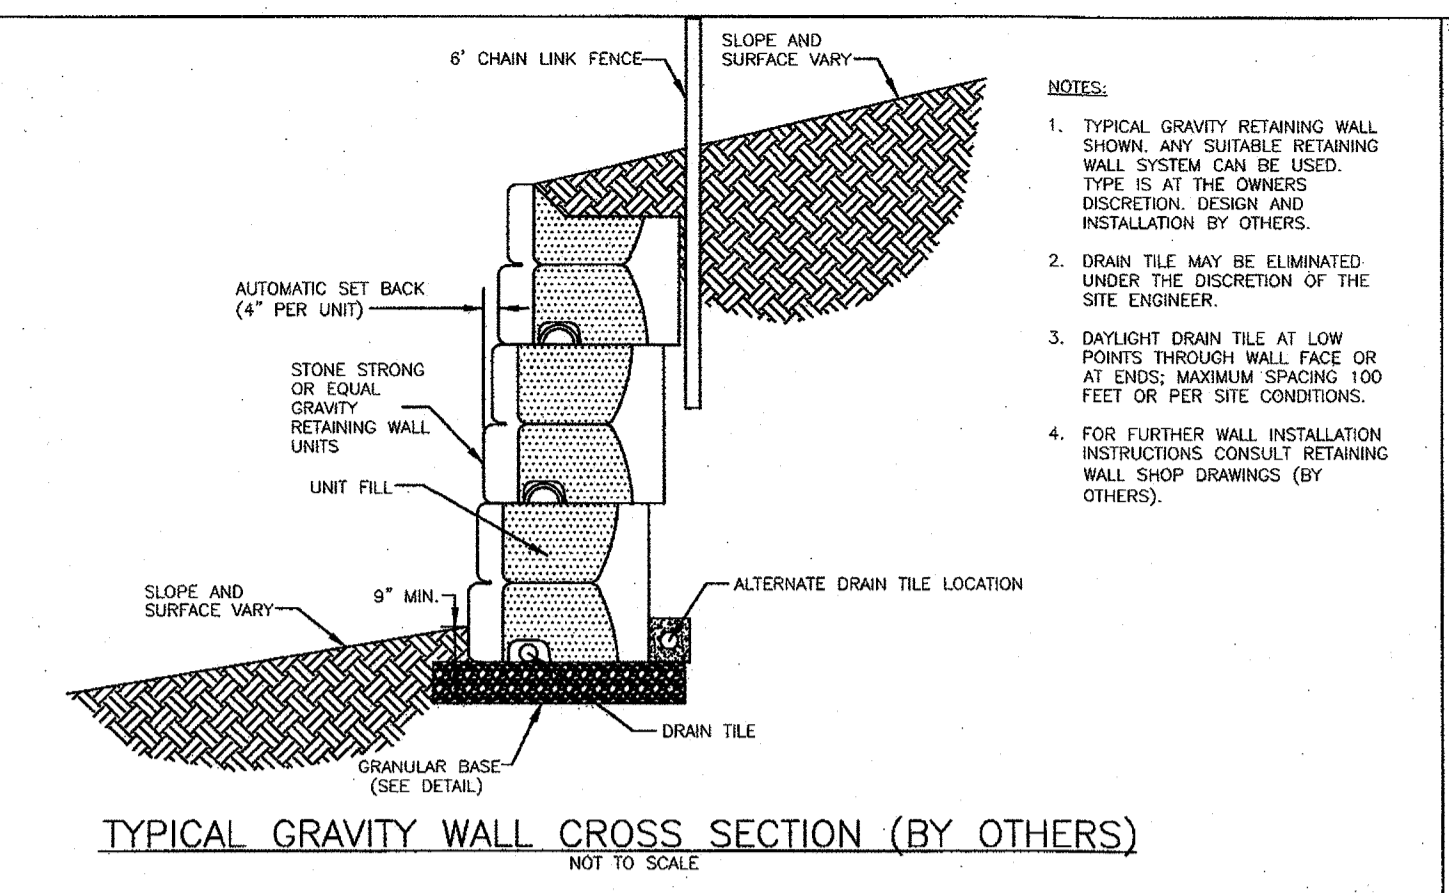 6' CHAIN LINK FENCE
SLOPE AND
SURFACE VARY
AUTOMATIC SET BACK
(4" PER UNIT)
STONE STRONG
OR EQUAL
GRAVITY
RETAINING WALL
UNITS
UNIT FILL
SLOPE AND
SURFACE VARY
9" MIN.
ALTERNATE DRAIN TILE LOCATION
DRAIN TILE
GRANULAR BASE
(SEE DETAIL)
NOTES:
1. TYPICAL GRAVITY RETAINING WALL
SHOWN. ANY SUITABLE RETAINING
WALL SYSTEM CAN BE USED.
TYPE IS AT THE OWNERS
DISCRETION. DESIGN AND
INSTALLATION BY OTHERS.
2. DRAIN TILE MAY BE ELIMINATED
UNDER THE DISCRETION OF THE
SITE ENGINEER.
3. DAYLIGHT DRAIN TILE AT LOW
POINTS THROUGH WALL FACE OR
AT ENDS; MAXIMUM SPACING 100
FEET OR PER SITE CONDITIONS.
4. FOR FURTHER WALL INSTALLATION
INSTRUCTIONS CONSULT RETAINING
WALL SHOP DRAWINGS (BY
OTHERS).
TYPICAL GRAVITY WALL CROSS SECTION (BY OTHERS)
NOT TO SCALE